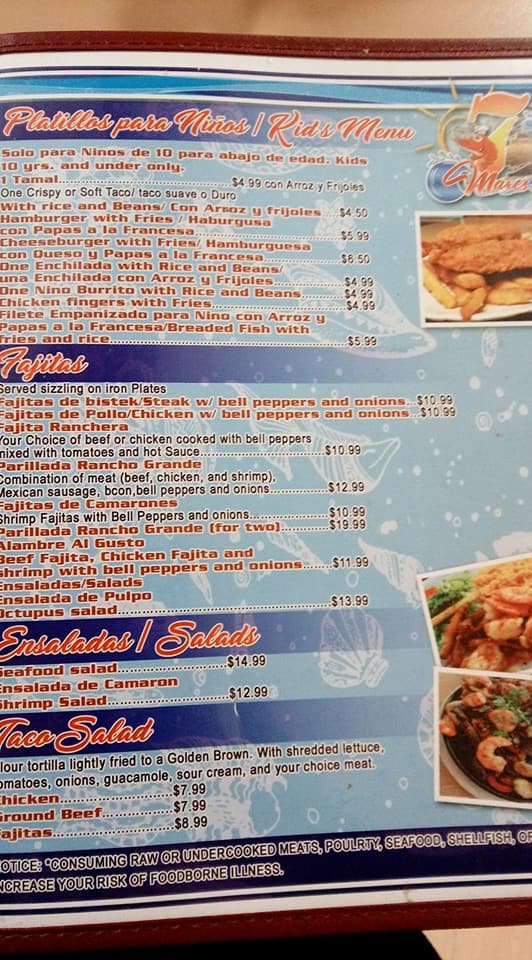 Platillos para Niños / Kid's Menu
7
Mares
Solo para Ninos de 10 para abajo de edad. Kids
10 yrs. and under only.
1 Tamal....................................$4.99 con Arroz y Frijoles
One Crispy or Soft Taco/ taco suave o Duro
With rice and Beans/ Con Arroz y frijoles...$4.50
Hamburger with Fries / Haburgusa
con Papas a la Francesa..............................$5.99
Cheeseburger with Fries/ Hamburguesa
con Queso y Papas a la Francesa................$6.50
One Enchilada with Rice and Beans/
na Enchilada con Arroz y Frijoles...............$4.99
One Nino Burrito with Rice and Beans.........$4.99
Chicken fingers with Fries...........................$4.99
Filete Empanizado para Nino con Arroz y
Papas a la Francesa/Breaded Fish with
fries and rice................................................$5.99
Fajitas
Served sizzling on iron Plates
Fajitas de bistek/Steak w/ bell peppers and onions..$10.99
Fajitas de Pollo/Chicken w/ bell peppers and onions...$10.99
Fajita Ranchera
Your Choice of beef or chicken cooked with bell peppers
mixed with tomatoes and hot Sauce.........................$10.99
Parillada Rancho Grande
Combination of meat (beef, chicken, and shrimp),
Mexican sausage, bcon,bell peppers and onions............$12.99
Fajitas de Camarones
Shrimp Fajitas with Bell Peppers and onions................$10.99
Parillada Rancho Grande (for two)..............$19.99
Alambre Al Gusto
Beef Fajita, Chicken Fajita and
shrimp with bell peppers and onions.......$11.99
Ensaladas/Salads
Ensalada de Pulpo
Octupus salad...........................................$13.99
Ensaladas / Salads
Seafood salad........................$14.99
Ensalada de Camaron
Shrimp Salad..........................$12.99
Taco Salad
lour tortilla lightly fried to a Golden Brown. With shredded lettuce,
omatoes, onions, guacamole, sour cream, and your choice meat.
Chicken.......................$7.99
Ground Beef...............$7.99
Fajitas.........................$8.99
OTICE: *CONSUMING RAW OR UNDERCOOKED MEATS, POULRTY, SEAFOOD, SHELLFISH, OR
NCREASE YOUR RISK OF FOODBORNE ILLNESS.